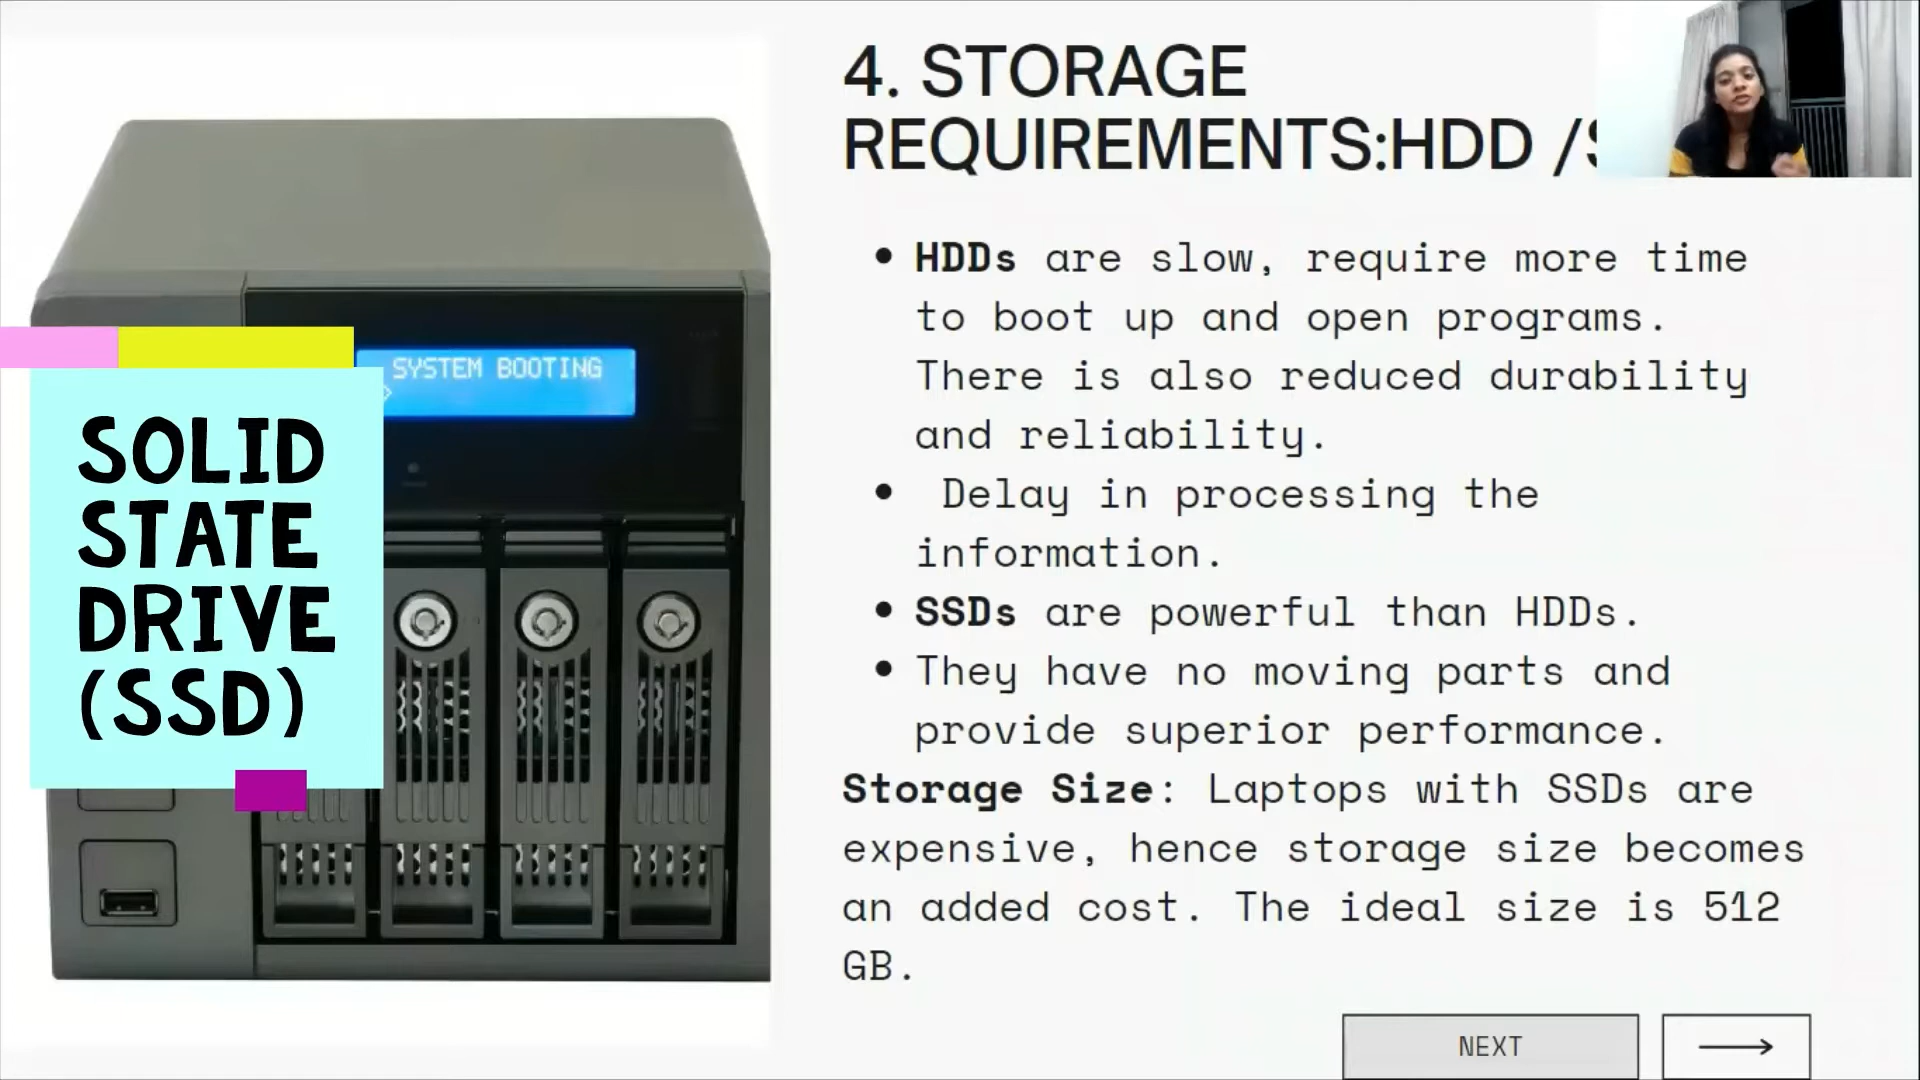 4. STORAGE
REQUIREMENTS:HDD /
HDDs are slow, require more time
to boot up and open programs.
There is also reduced durability
and reliability.
Delay in processing the
information.
SSDs are powerful than HDDs.
They have no moving parts and
provide superior performance.
Storage Size: Laptops with SSDs are
expensive, hence storage size becomes
an added cost. The ideal size is 512
GB.
SYSTEM BOOTING
SOLID
STATE
DRIVE
(SSD)
NEXT